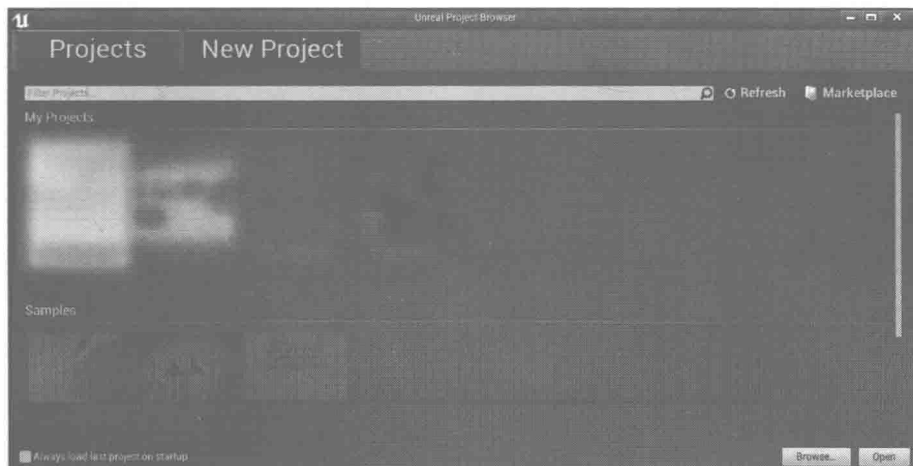 Unreal Project Browser
Projects New Project
Filter Projects...
Refresh Marketplace
My Projects
Samples
Always load last project on startup
Browse... Open